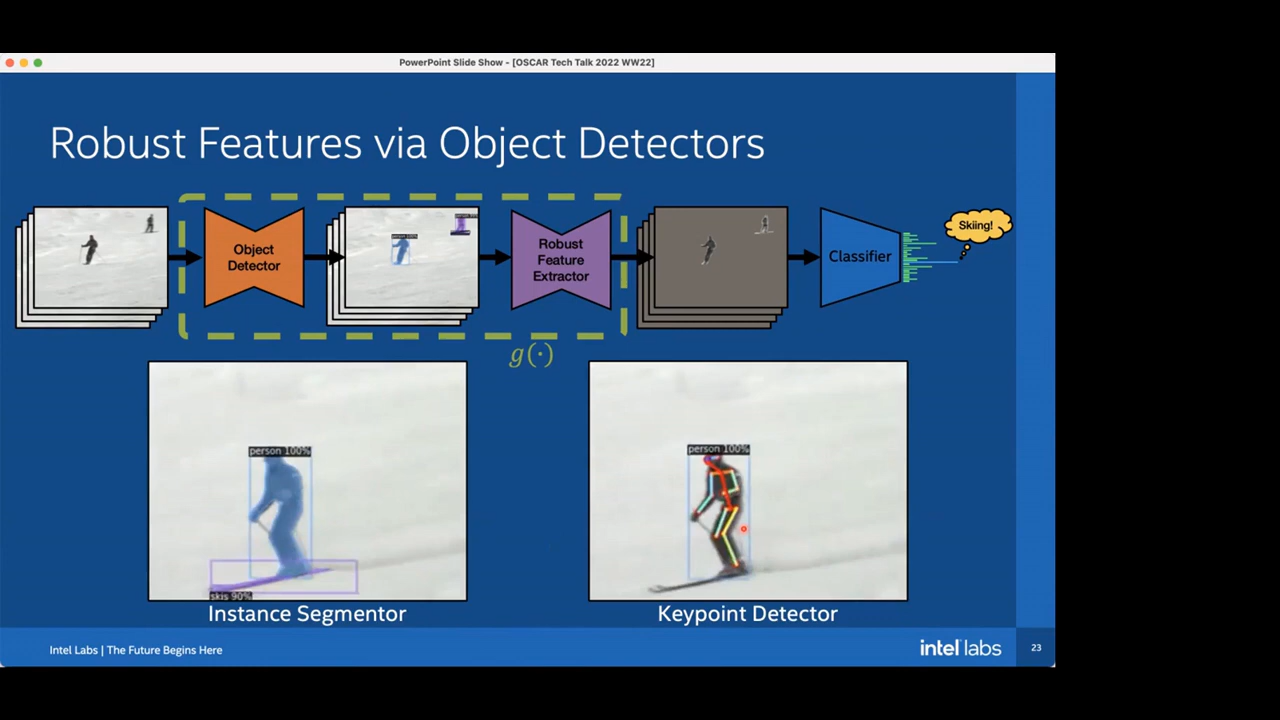 PowerPoint Slide Show - [OSCAR Tech Talk 2022 WW22]
Robust Features via Object Detectors
Object
Detector
person 100%
Robust
Feature
Extractor
Classifier
Skiing!
g(·)
person 100%
skis 90%
person 100%
Instance Segmentor
Keypoint Detector
Intel Labs | The Future Begins Here
intel labs
23